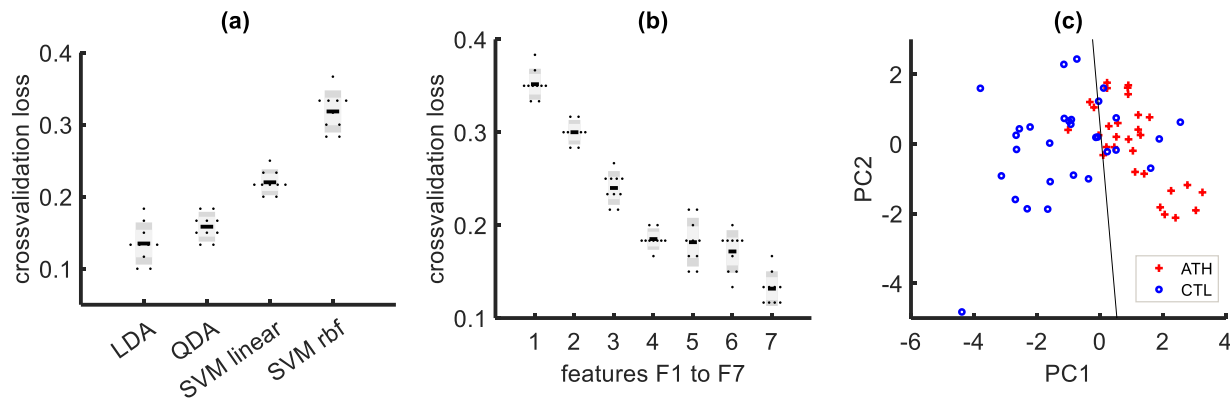 (a)
crossvalidation loss
0.4
0.3
0.2
0.1
LDA
QDA
SVM linear
SVM rbf
(b)
crossvalidation loss
0.4
0.3
0.2
0.1
1 2 3 4 5 6 7
features F1 to F7
(c)
PC2
2
0
-2
-4
-6 -4 -2 0 2 4
PC1
ATH
CTL